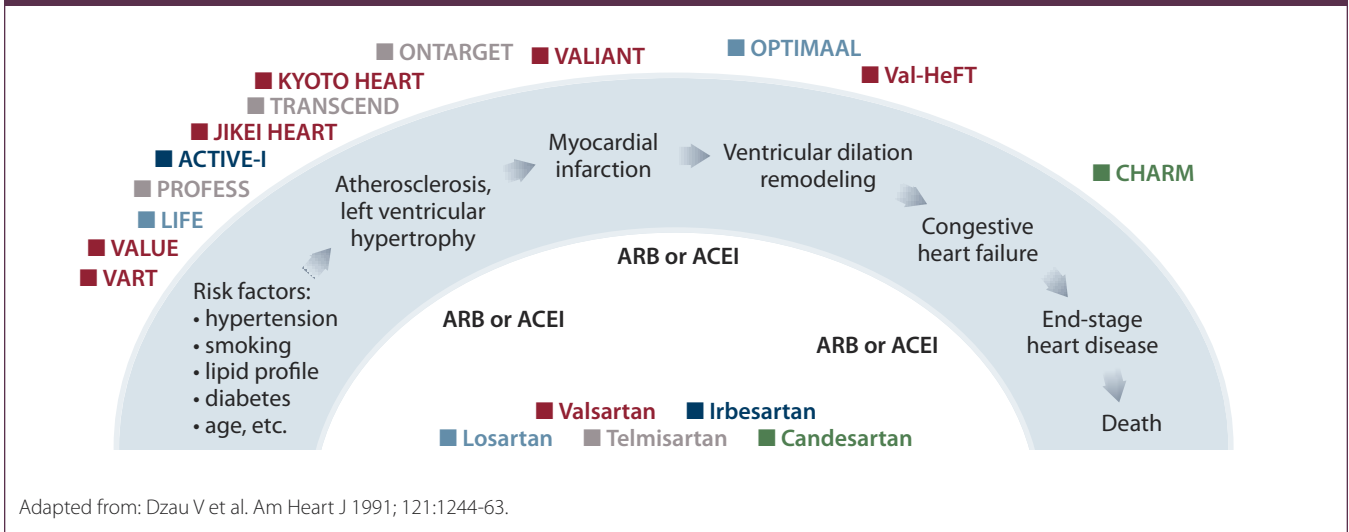 ■ ONTARGET
■ VALIANT
■ OPTIMAAL
■ Val-HeFT
■ KYOTO HEART
■ TRANSCEND
■ JIKEI HEART
■ ACTIVE-I
■ PROFESS
■ LIFE
■ VALUE
■ VART
■ CHARM
Risk factors:
• hypertension
• smoking
• lipid profile
• diabetes
• age, etc.
Atherosclerosis,
left ventricular
hypertrophy
Myocardial
infarction
Ventricular dilation
remodeling
Congestive
heart failure
End-stage
heart disease
Death
ARB or ACEI
ARB or ACEI
ARB or ACEI
■ Valsartan ■ Irbesartan
■ Losartan ■ Telmisartan ■ Candesartan
Adapted from: Dzau V et al. Am Heart J 1991; 121:1244-63.